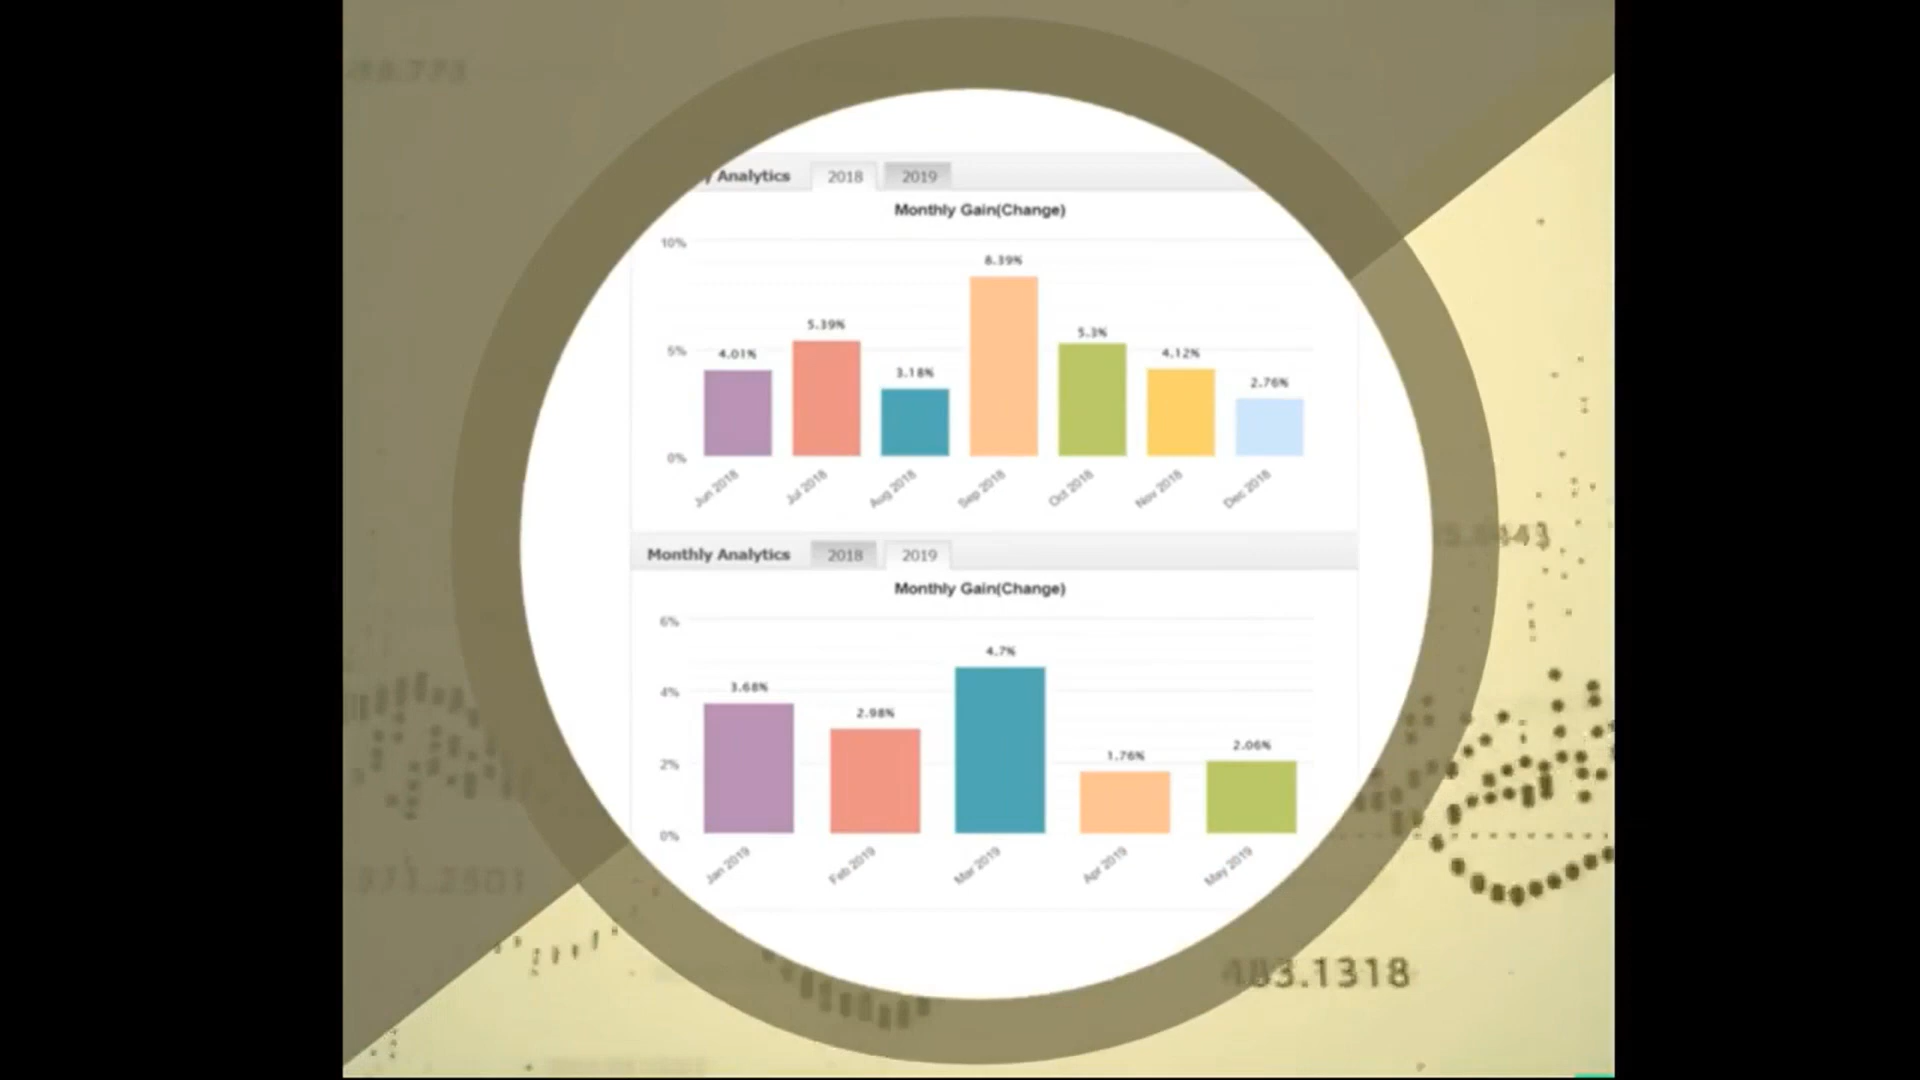 y Analytics 2018 2019
Monthly Gain(Change)
10%
5%
0%
4.01%
5.39%
3.18%
8.39%
5.3%
4.12%
2.76%
Jun 2018
Jul 2018
Aug 2018
Sep 2018
Oct 2018
Nov 2018
Dec 2018
Monthly Analytics 2018 2019
Monthly Gain(Change)
6%
4%
2%
0%
3.68%
2.98%
4.7%
1.76%
2.06%
Jan 2019
Feb 2019
Mar 2019
Apr 2019
May 2019
483.1318